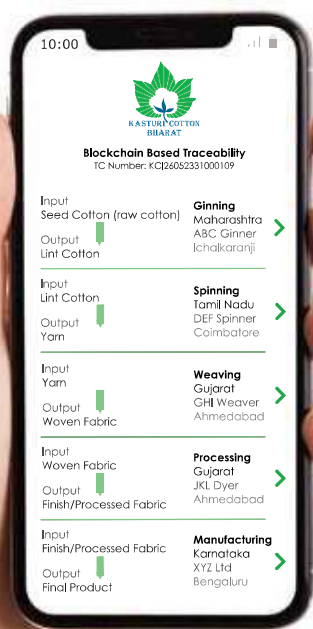 10:00
KASTURI COTTON
BHARAT
Blockchain Based Traceability
TC Number: KC|26052331000109
Input
Seed Cotton (raw cotton)
Output
Lint Cotton
Ginning
Maharashtra
ABC Ginner
Ichalkaranji
Input
Lint Cotton
Output
Yarn
Spinning
Tamil Nadu
DEF Spinner
Coimbatore
Input
Yarn
Output
Woven Fabric
Weaving
Gujarat
GHI Weaver
Ahmedabad
Input
Woven Fabric
Output
Finish/Processed Fabric
Processing
Gujarat
JKL Dyer
Ahmedabad
Input
Finish/Processed Fabric
Output
Final Product
Manufacturing
Karnataka
XYZ Ltd
Bengaluru